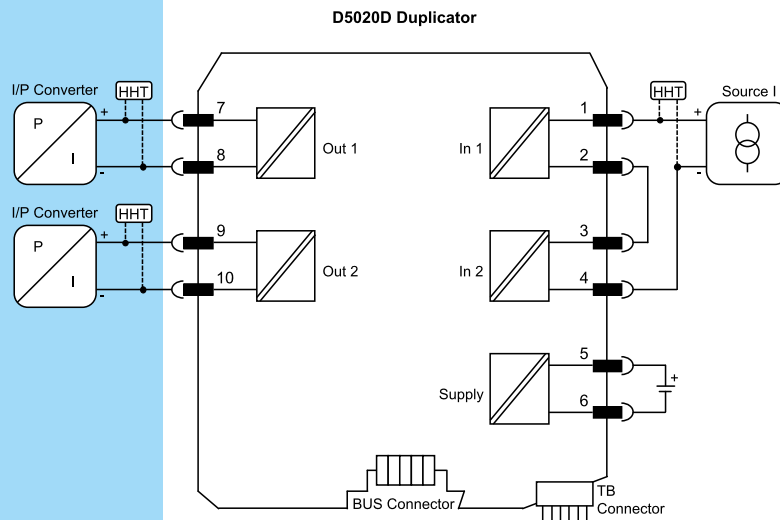 D5020D Duplicator
I/P Converter
HHT
+
P
I
-
7
8
Out 1
In 1
1
2
HHT
Source I
+
-
I/P Converter
HHT
+
P
I
-
9
10
Out 2
In 2
3
4
Supply
5
6
+
BUS Connector
TB
Connector